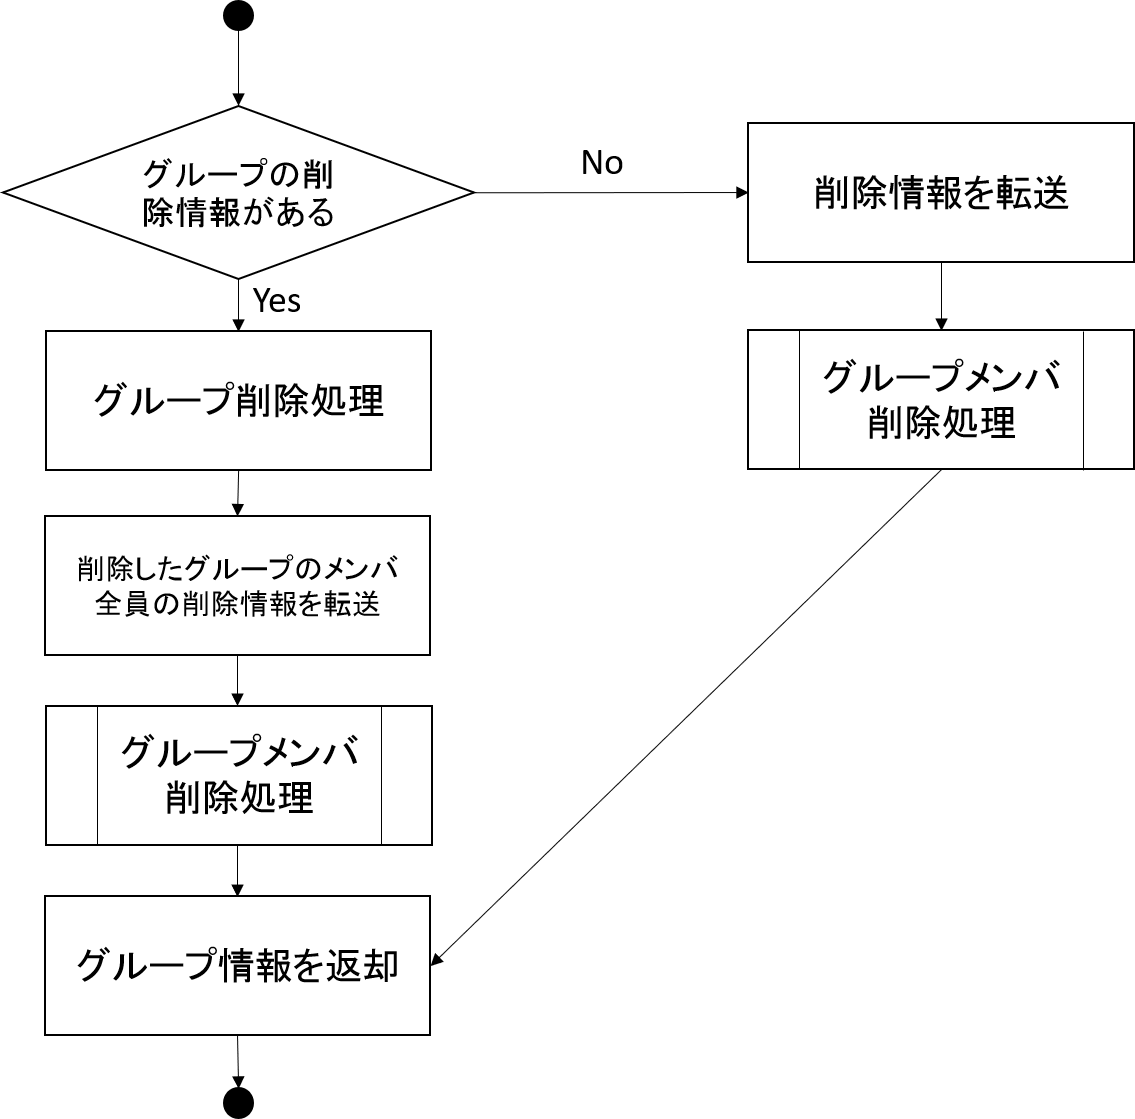 グループの削
除情報がある
No
削除情報を転送
Yes
グループ削除処理
グループメンバ
削除処理
削除したグループのメンバ
全員の削除情報を転送
グループメンバ
削除処理
グループ情報を返却